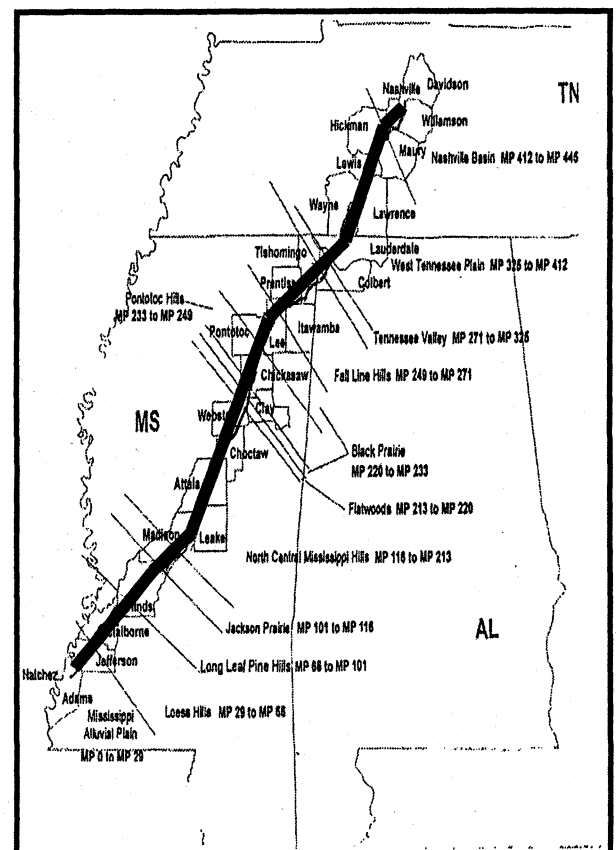 Nashville
Davidson
TN
Hickman
Williamson
Maury
Nashville Basin MP 412 to MP 445
Lewis
Wayne
Lawrence
Tishomingo
Lauderdale
West Tennessee Plain MP 325 to MP 412
Colbert
Pontotoc Hills
MP 233 to MP 249
Pontotoc
Lee
Itawamba
Tennessee Valley MP 271 to MP 325
Fall Line Hills MP 249 to MP 271
Chickasaw
MS
Clay
Choctaw
Black Prairie
MP 220 to MP 233
Attala
Flatwoods MP 213 to MP 220
Madison
Leake
North Central Mississippi Hills MP 116 to MP 213
Jackson Prairie MP 101 to MP 116
AL
Jefferson
Natchez
Long Leaf Pine Hills MP 66 to MP 101
Adams
Mississippi
Alluvial Plain
Loess Hills MP 29 to MP 66
MP 0 to MP 29